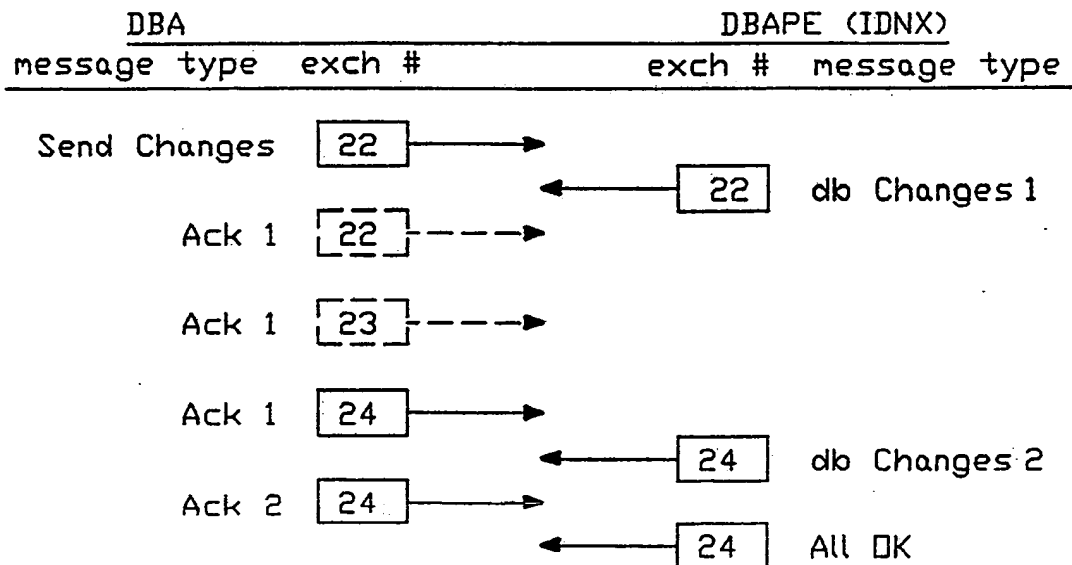 DBA DBAPE (IDNX)
message type exch # exch # message type
Send Changes 22
22 db Changes 1
Ack 1 22
Ack 1 23
Ack 1 24
24 db Changes 2
Ack 2 24
24 All OK